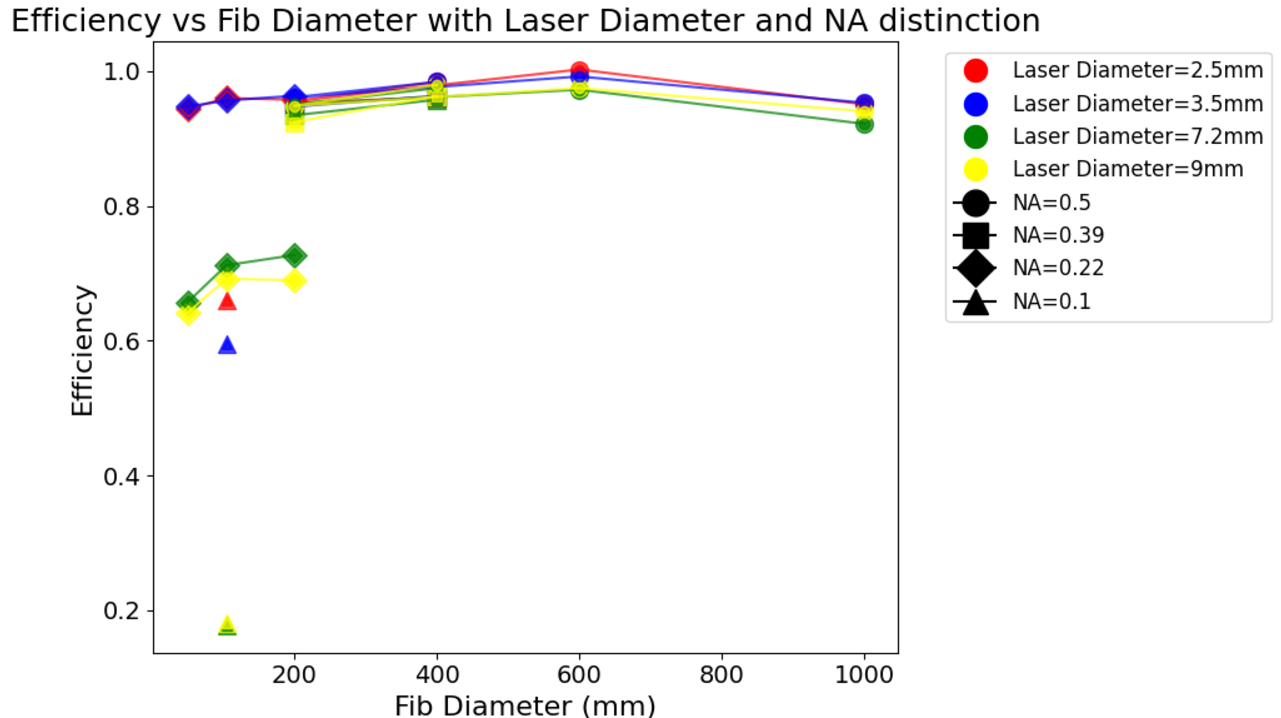 Efficiency vs Fib Diameter with Laser Diameter and NA distinction
1.0
0.8
0.6
0.4
0.2
Efficiency
200
400
600
800
1000
Fib Diameter (mm)
Laser Diameter=2.5mm
Laser Diameter=3.5mm
Laser Diameter=7.2mm
Laser Diameter=9mm
NA=0.5
NA=0.39
NA=0.22
NA=0.1